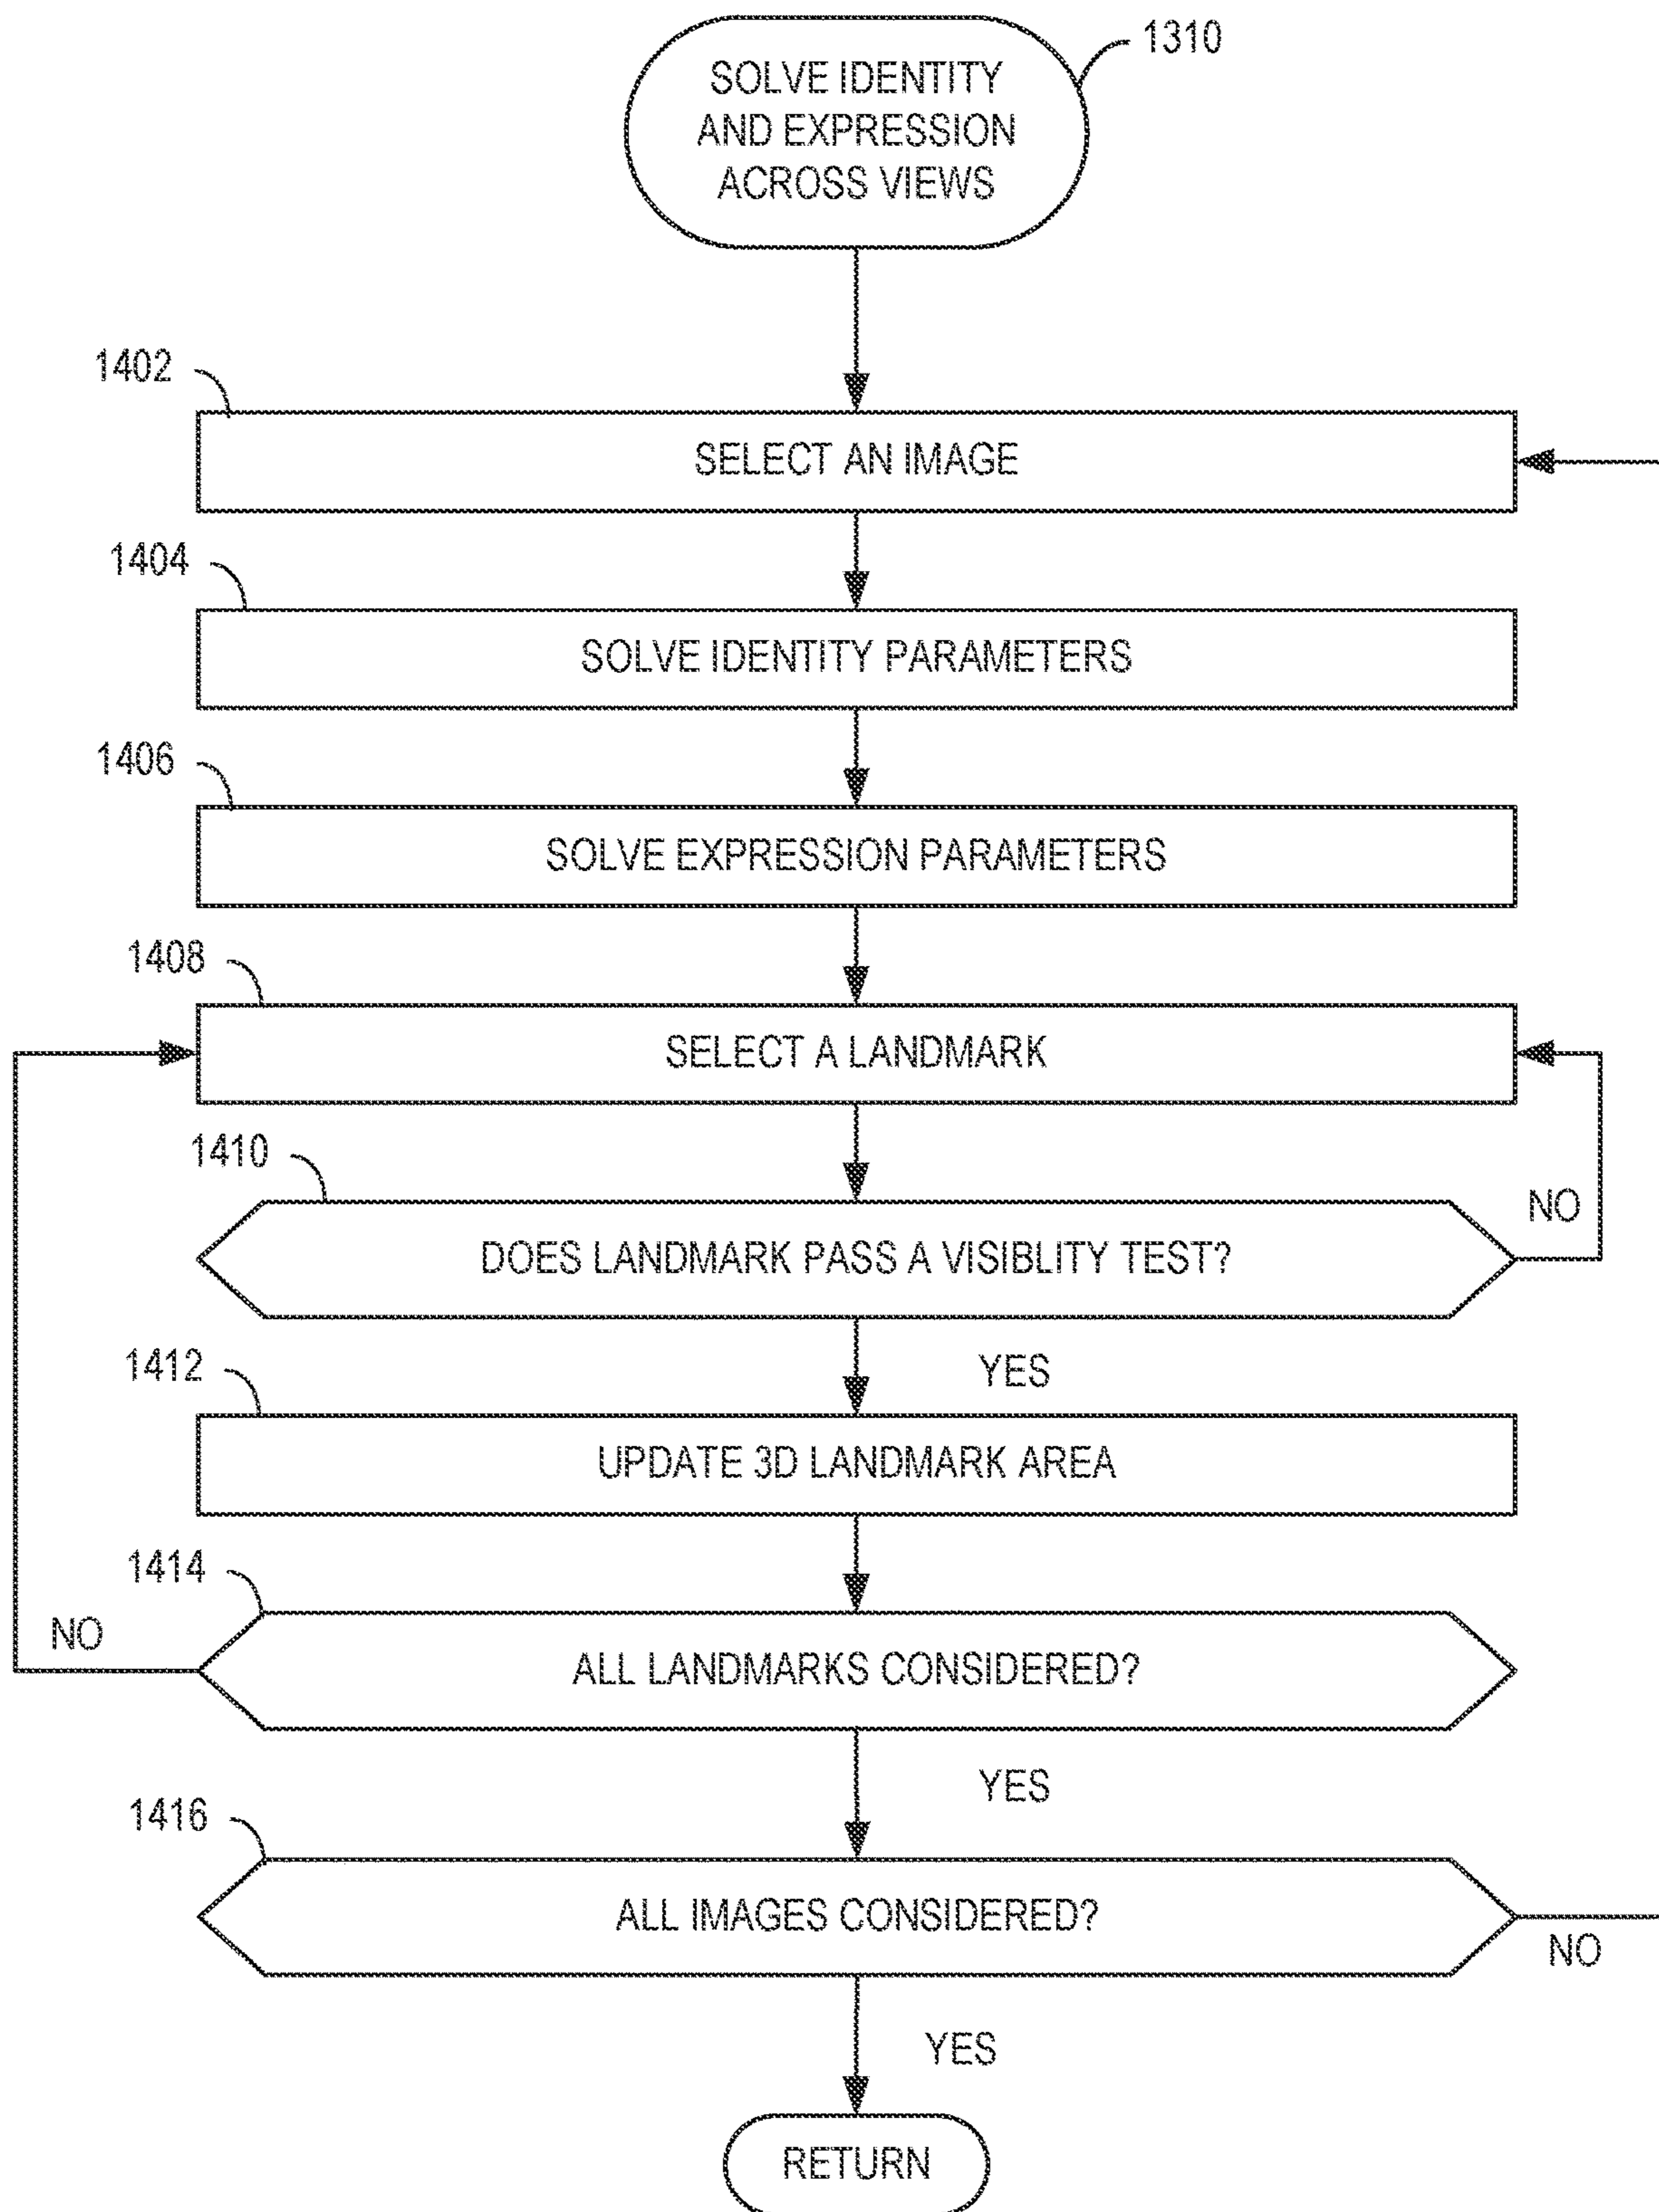 1310
SOLVE IDENTITY
AND EXPRESSION
ACROSS VIEWS
1402
SELECT AN IMAGE
1404
SOLVE IDENTITY PARAMETERS
1406
SOLVE EXPRESSION PARAMETERS
1408
SELECT A LANDMARK
1410
DOES LANDMARK PASS A VISIBLITY TEST?
NO
YES
1412
UPDATE 3D LANDMARK AREA
1414
NO
ALL LANDMARKS CONSIDERED?
YES
1416
ALL IMAGES CONSIDERED?
NO
YES
RETURN